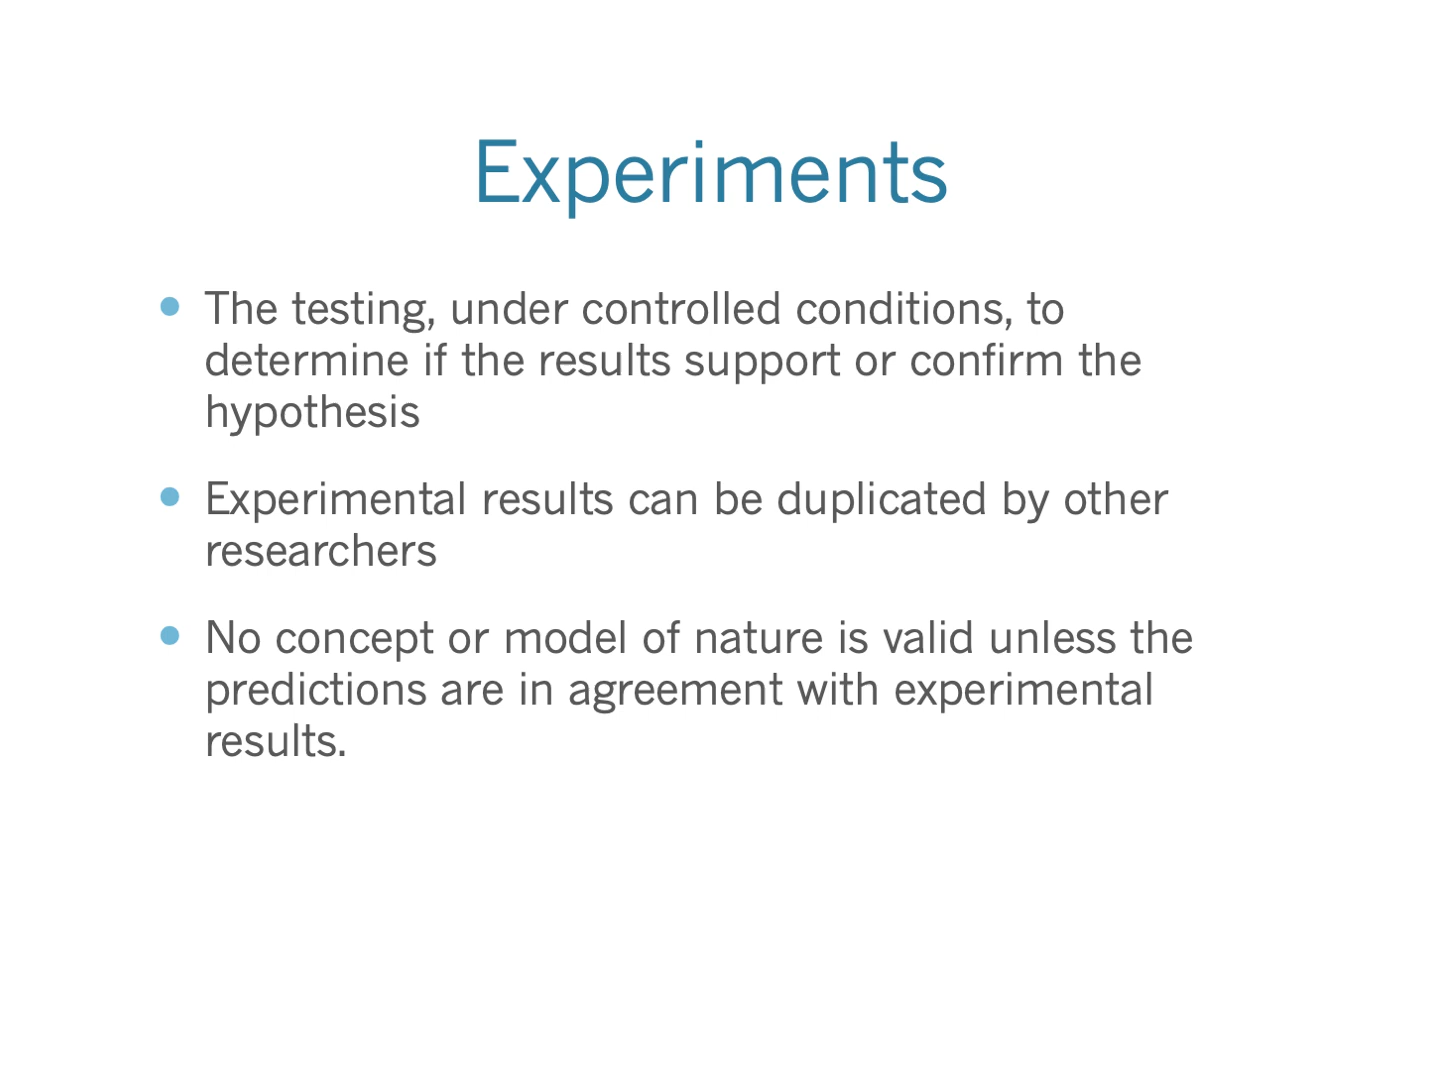 Experiments
• The testing, under controlled conditions, to
determine if the results support or confirm the
hypothesis
• Experimental results can be duplicated by other
researchers
• No concept or model of nature is valid unless the
predictions are in agreement with experimental
results.